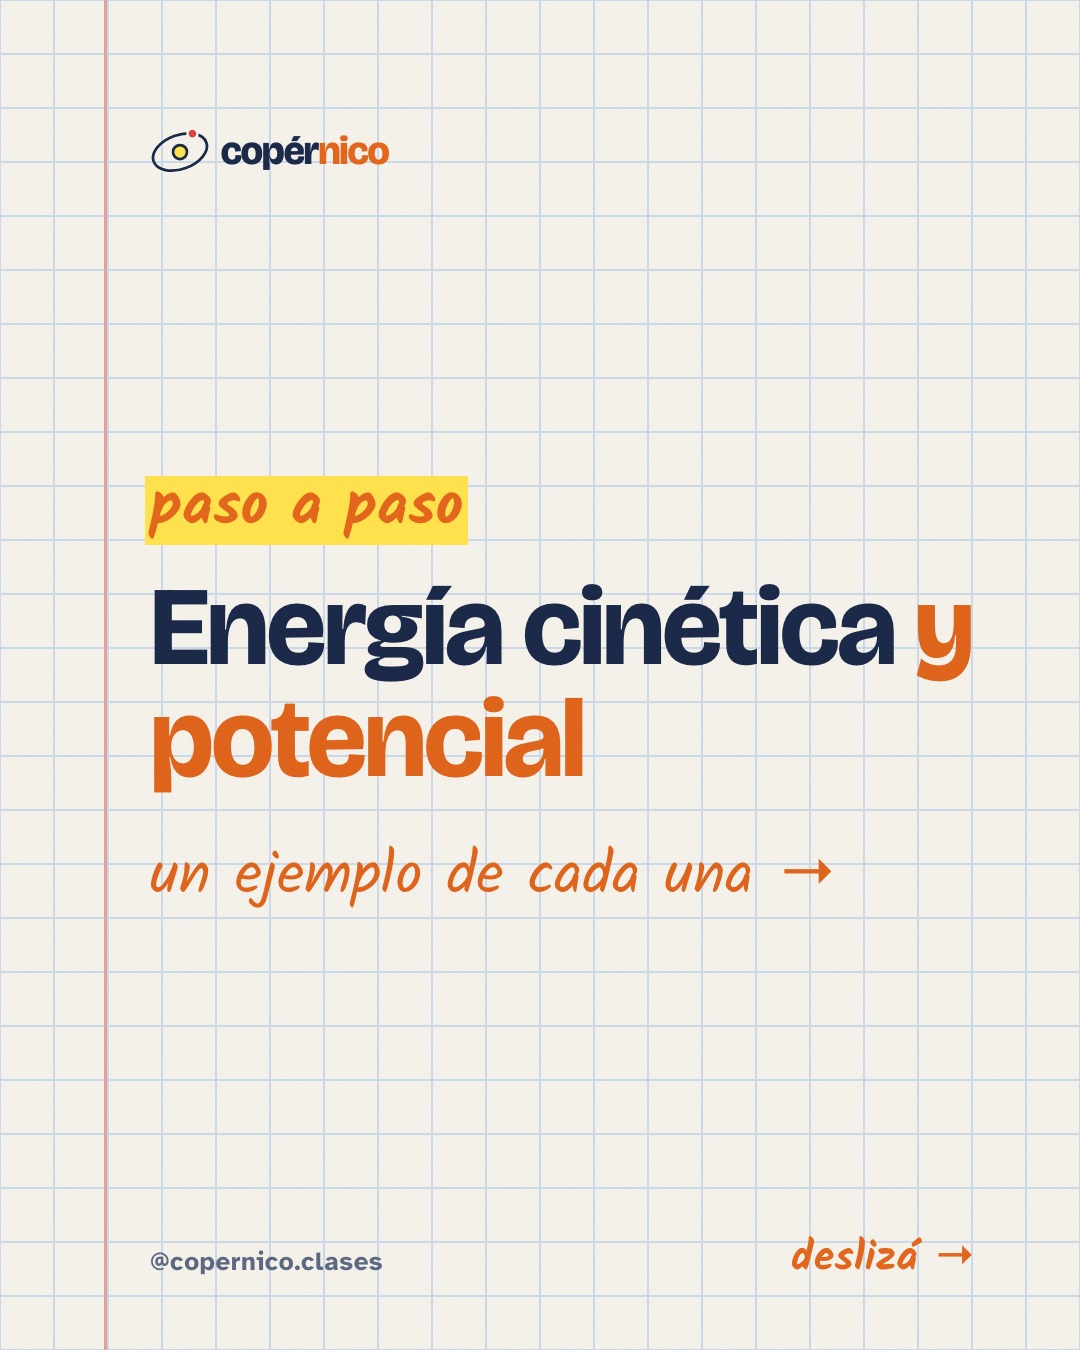 copérnico
paso a paso
Energía cinética y
potencial
un ejemplo de cada una →
@copernico.clases
deslizá →